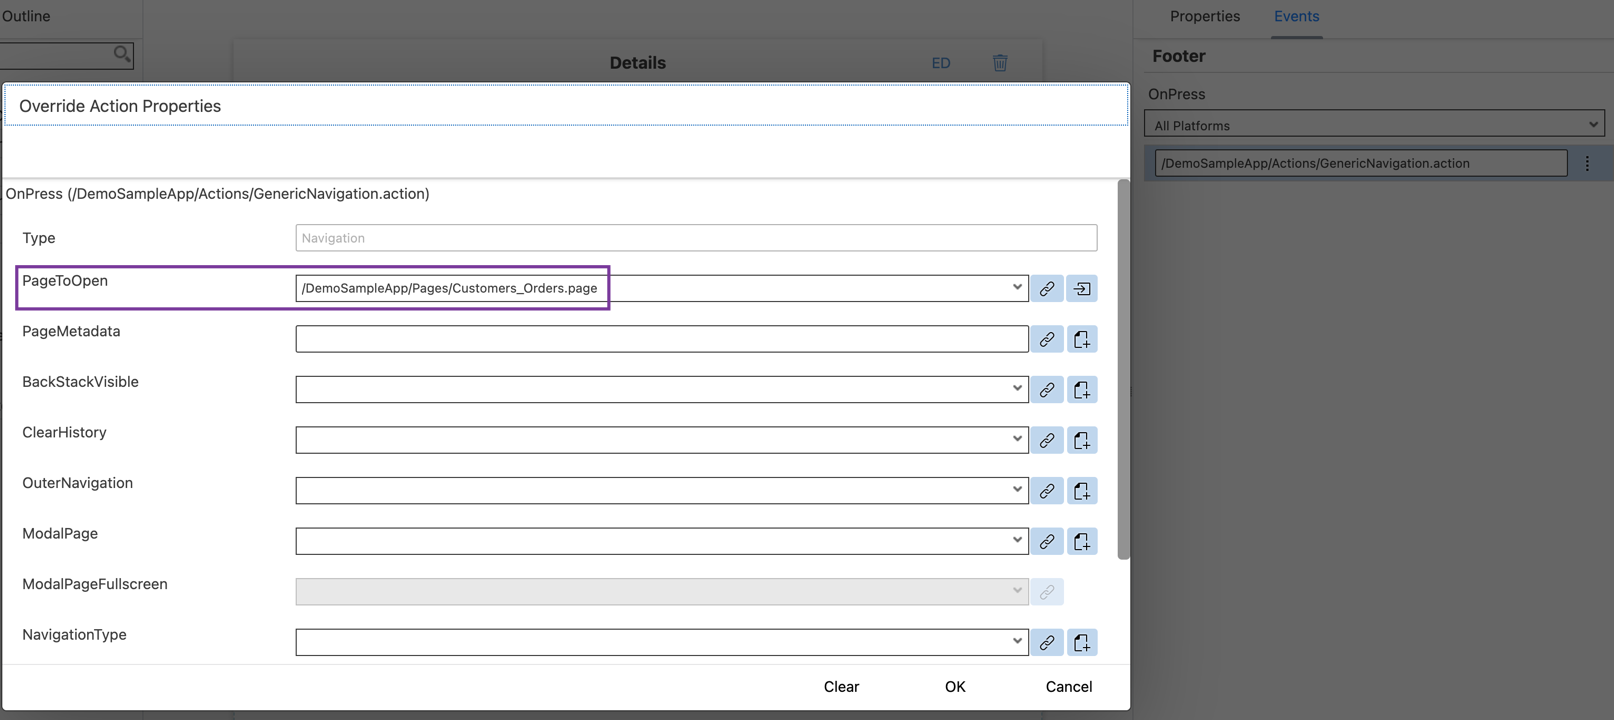 Outline
Properties
Events
Details
ED
Footer
OnPress
All Platforms
/DemoSampleApp/Actions/GenericNavigation.action
Override Action Properties
OnPress (/DemoSampleApp/Actions/GenericNavigation.action)
Type
Navigation
PageToOpen
/DemoSampleApp/Pages/Customers_Orders.page
PageMetadata
BackStackVisible
ClearHistory
OuterNavigation
ModalPage
ModalPageFullscreen
NavigationType
Clear
OK
Cancel